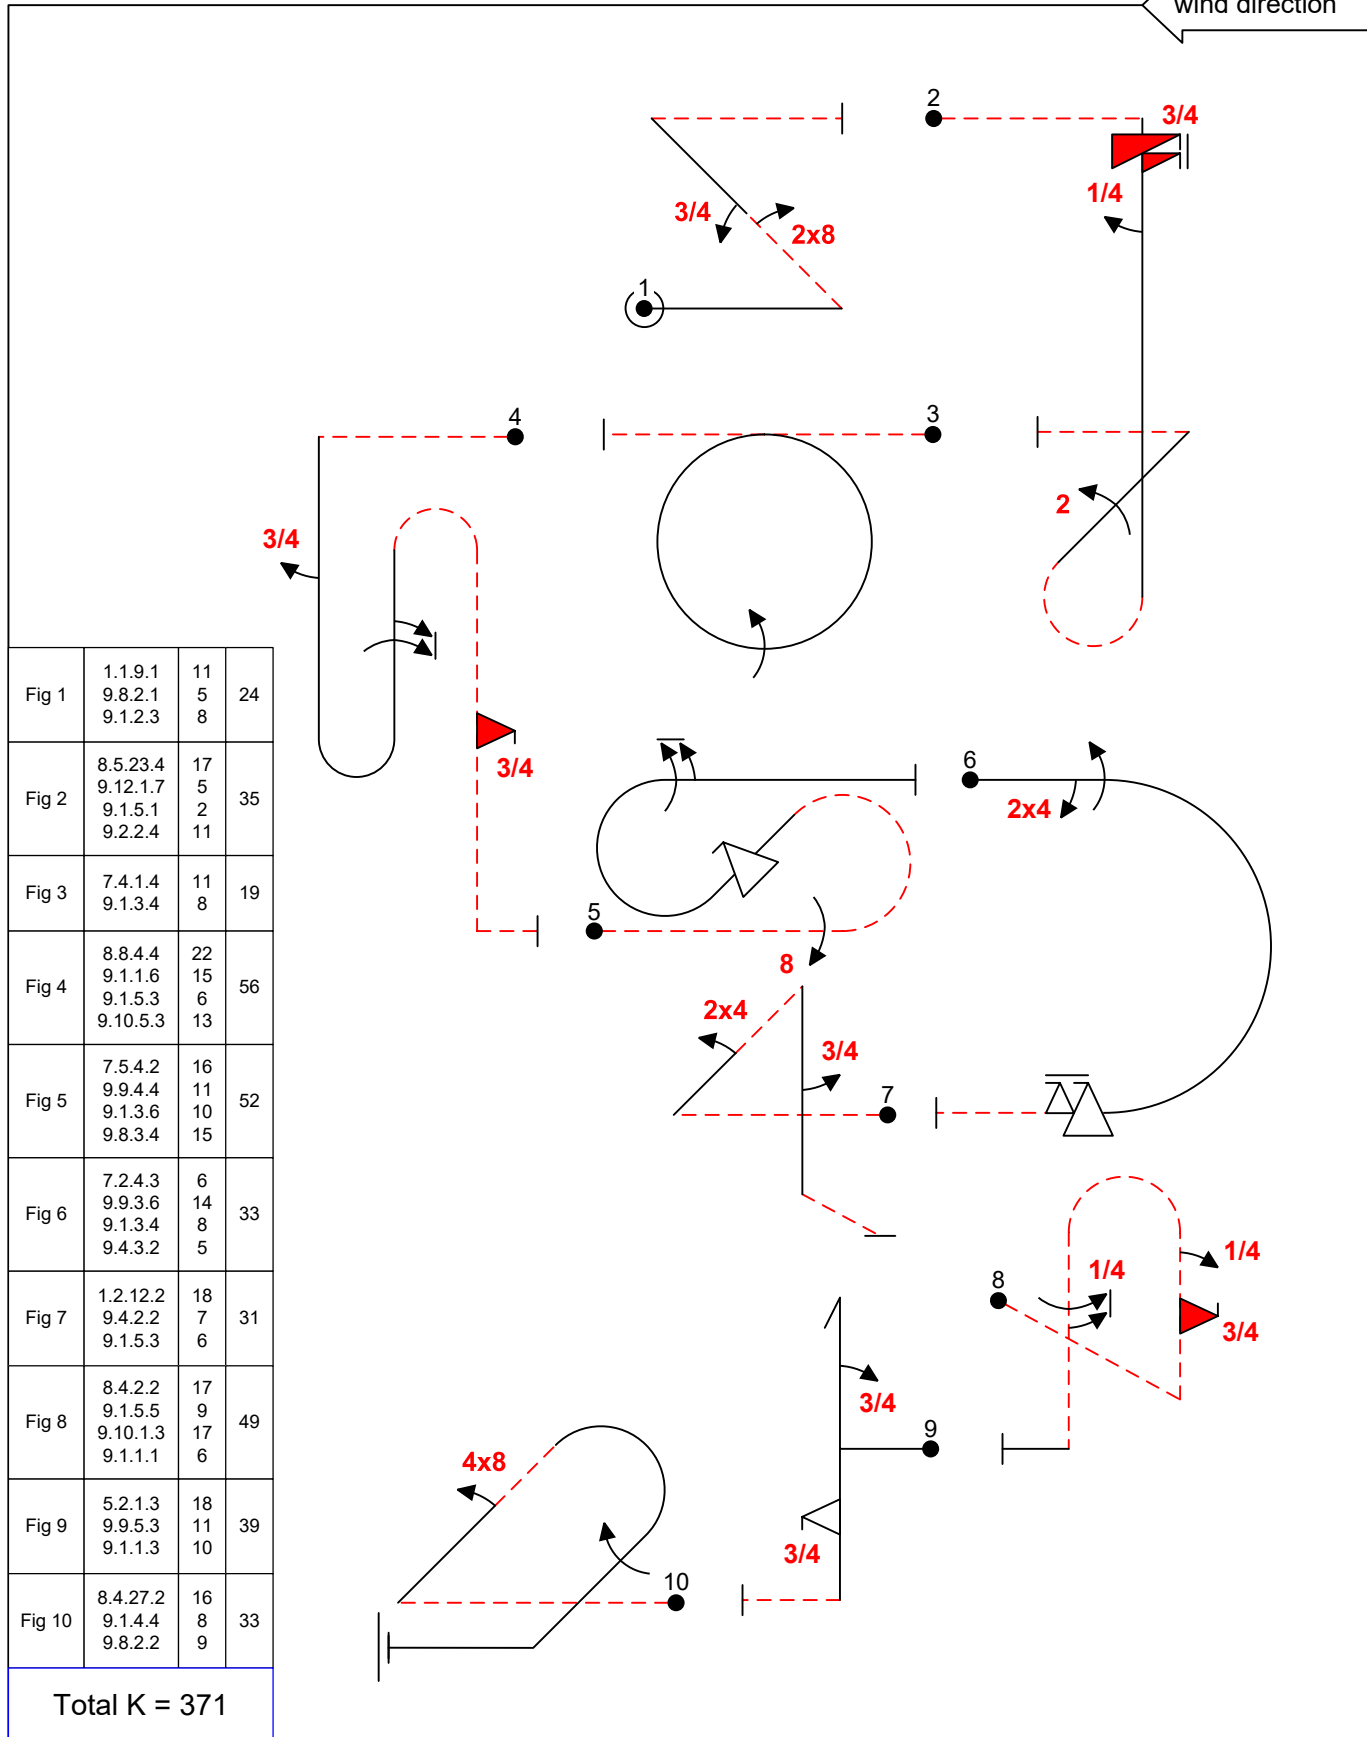 wind direction
2
3/4
1/4
3/4
2x8
1
4
3
2
3/4
3/4
6
2x4
5
8
2x4
3/4
7
1/4
1/4
8
3/4
3/4
9
4x8
3/4
10
Fig 1 1.1.9.1 11 24
9.8.2.1 5
9.1.2.3 8
Fig 2 8.5.23.4 17 35
9.12.1.7 5
9.1.5.1 2
9.2.2.4 11
Fig 3 7.4.1.4 11 19
9.1.3.4 8
Fig 4 8.8.4.4 22 56
9.1.1.6 15
9.1.5.3 6
9.10.5.3 13
Fig 5 7.5.4.2 16 52
9.9.4.4 11
9.1.3.6 10
9.8.3.4 15
Fig 6 7.2.4.3 6 33
9.9.3.6 14
9.1.3.4 8
9.4.3.2 5
Fig 7 1.2.12.2 18 31
9.4.2.2 7
9.1.5.3 6
Fig 8 8.4.2.2 17 49
9.1.5.5 9
9.10.1.3 17
9.1.1.1 6
Fig 9 5.2.1.3 18 39
9.9.5.3 11
9.1.1.3 10
Fig 10 8.4.27.2 16 33
9.1.4.4 8
9.8.2.2 9
Total K = 371